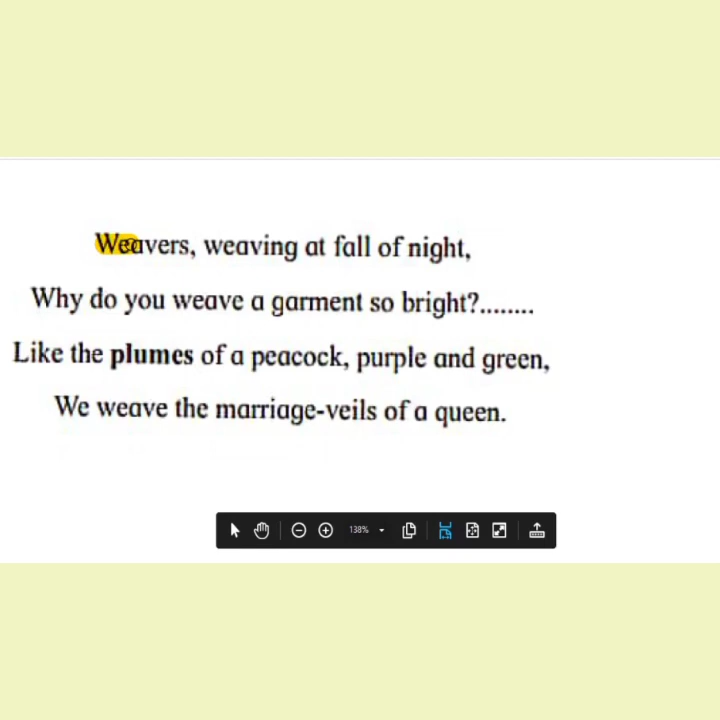 Weavers, weaving at fall of night,
Why do you weave a garment so bright?........
Like the plumes of a peacock, purple and green,
We weave the marriage-veils of a queen.
138%